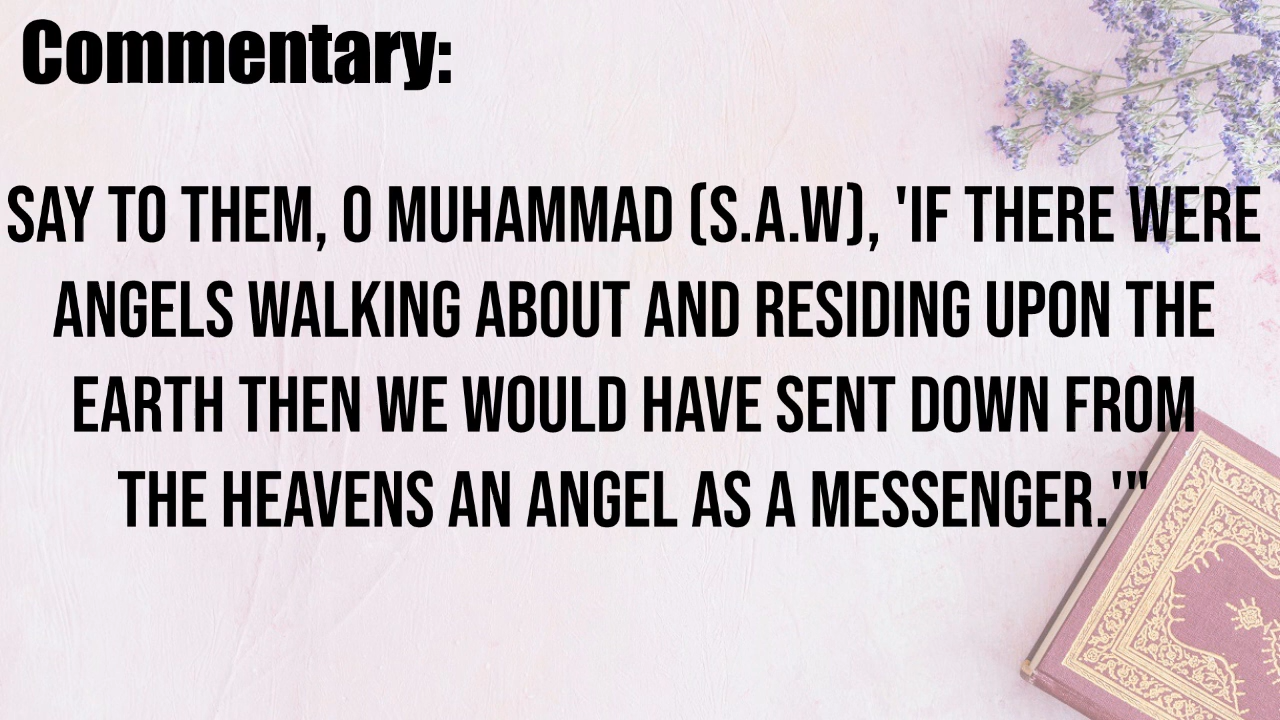 Commentary:
SAY TO THEM, O MUHAMMAD (S.A.W), 'IF THERE WERE
ANGELS WALKING ABOUT AND RESIDING UPON THE
EARTH THEN WE WOULD HAVE SENT DOWN FROM
THE HEAVENS AN ANGEL AS A MESSENGER.'"